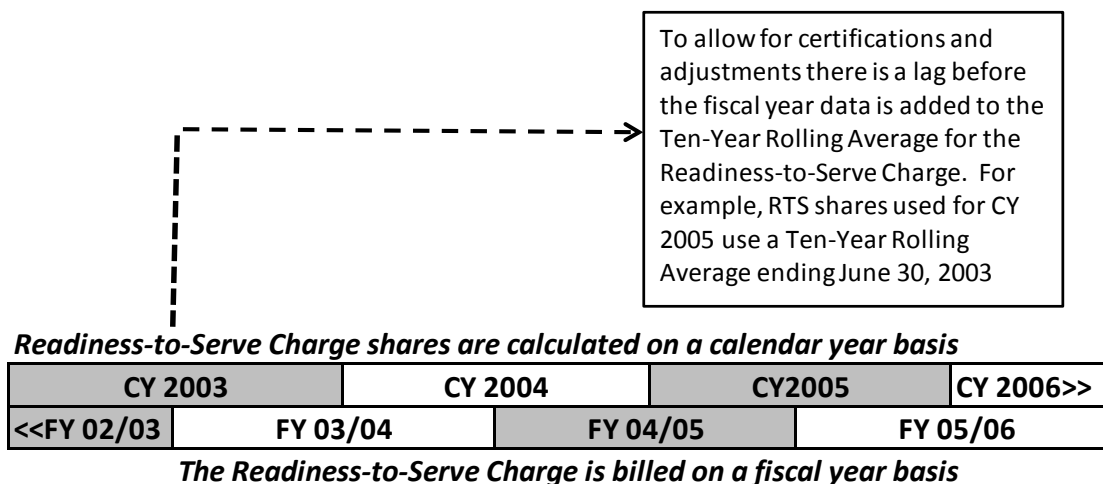 To allow for certifications and
adjustments there is a lag before
the fiscal year data is added to the
Ten-Year Rolling Average for the
Readiness-to-Serve Charge.  For
example, RTS shares used for CY
2005 use a Ten-Year Rolling
Average ending June 30, 2003
Readiness-to-Serve Charge shares are calculated on a calendar year basis
CY 2003 CY 2004 CY2005 CY 2006>>
<<FY 02/03 FY 03/04 FY 04/05 FY 05/06
The Readiness-to-Serve Charge is billed on a fiscal year basis